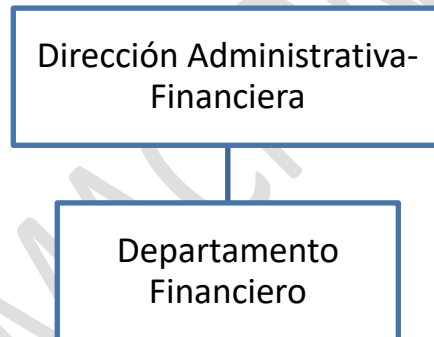 Dirección Administrativa-
Financiera
Departamento
Financiero